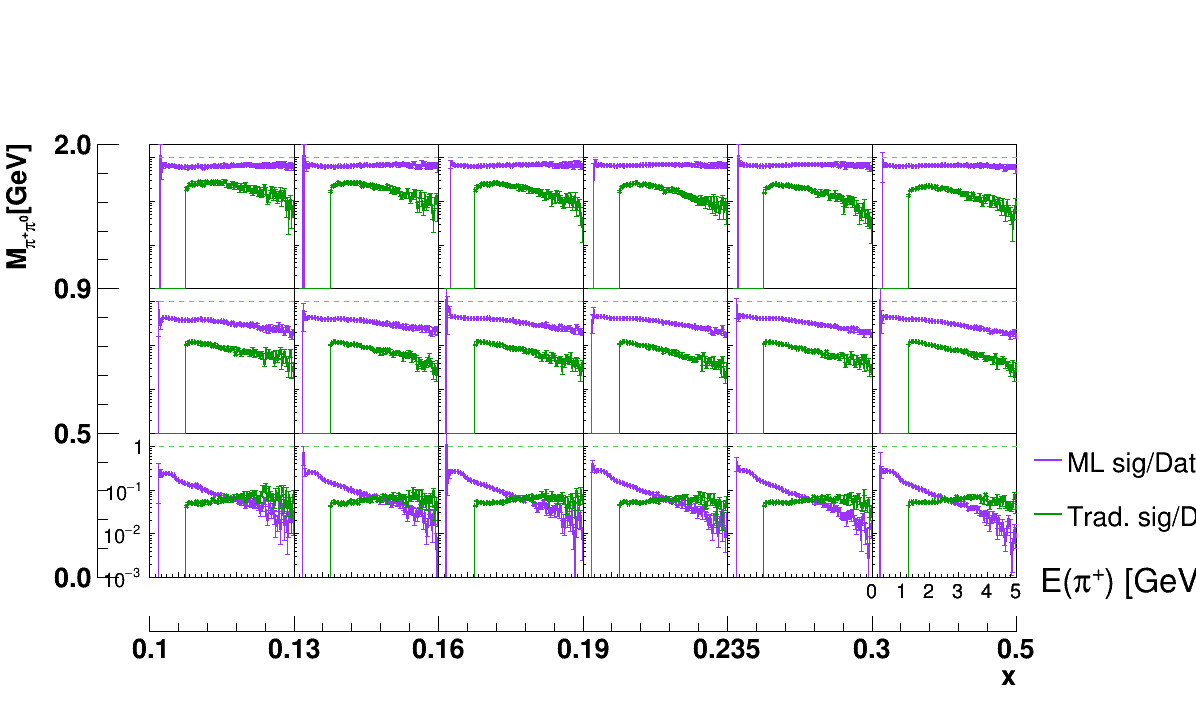 2.0
M_{π⁺π⁰}[GeV]
0.9
0.5
1
10⁻¹
10⁻²
10⁻³
0.0
ML sig/Dat
Trad. sig/D
0 1 2 3 4 5
E(π⁺) [GeV
0.1 0.13 0.16 0.19 0.235 0.3 0.5
x